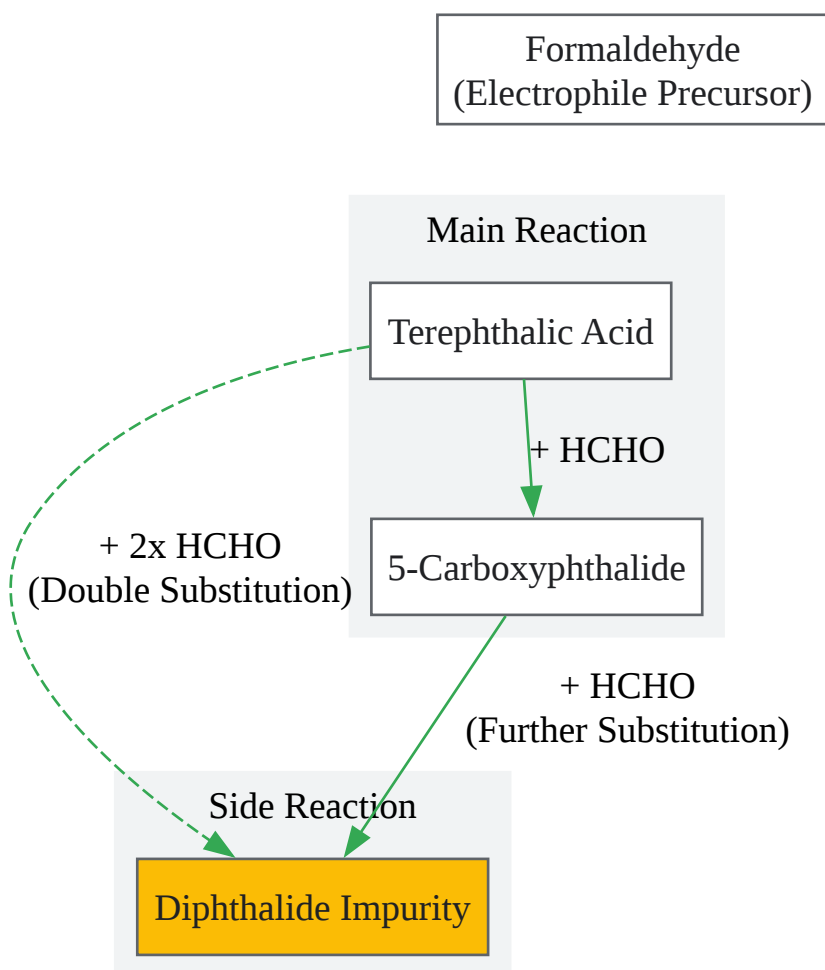 Formaldehyde
(Electrophile Precursor)
Main Reaction
Terephthalic Acid
+ HCHO
+ 2x HCHO
(Double Substitution)
5-Carboxyphthalide
+ HCHO
(Further Substitution)
Side Reaction
Diphthalide Impurity